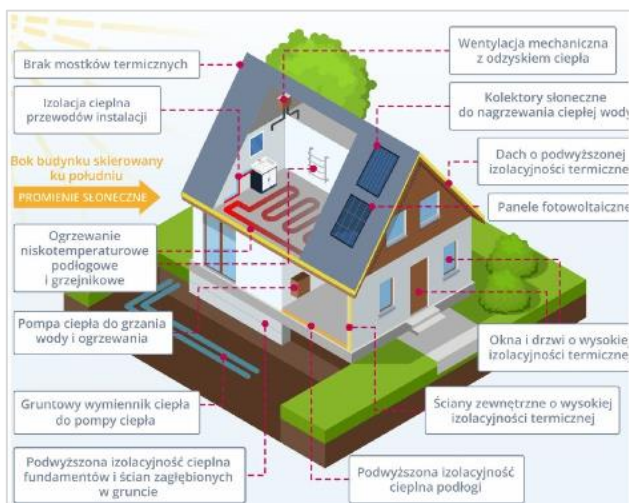 Brak mostków termicznych
Izolacja cieplna
przewodów instalacji
Bok budynku skierowany
ku południu
PROMIENIE SŁONECZNE
Ogrzewanie
niskotemperaturowe
podłogowe
i grzejnikowe
Pompa ciepła do grzania
wody i ogrzewania
Gruntowy wymiennik ciepła
do pompy ciepła
Podwyższona izolacyjność cieplna
fundamentów i ścian zagłębionych
w gruncie
Wentylacja mechaniczna
z odzyskiem ciepła
Kolektory słoneczne
do nagrzewania ciepłej wody
Dach o podwyższonej
izolacyjności termicznej
Panele fotowoltaiczne
Okna i drzwi o wysokiej
izolacyjności termicznej
Ściany zewnętrzne o wysokiej
izolacyjności termicznej
Podwyższona izolacyjność
cieplna podłogi